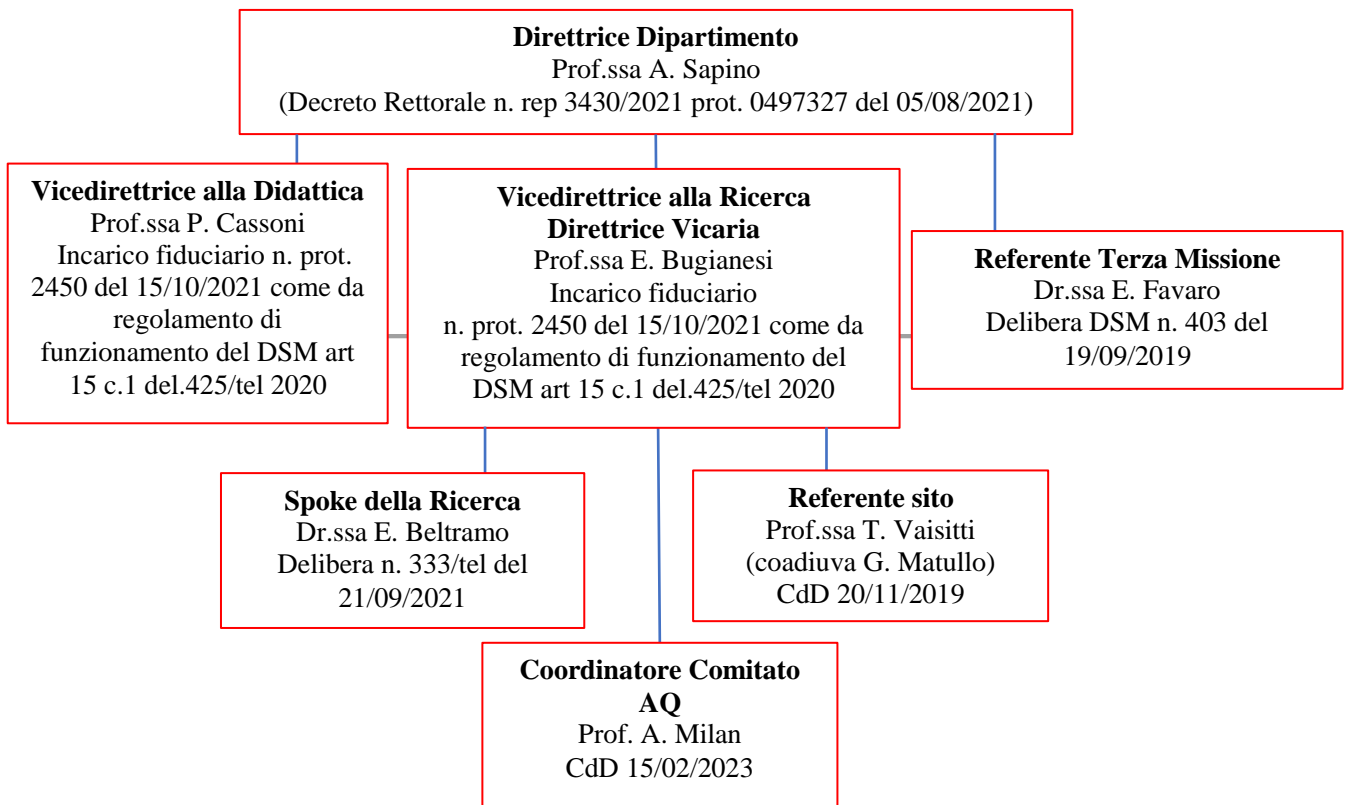 Direttrice Dipartimento
Prof.ssa A. Sapino
(Decreto Rettorale n. rep 3430/2021 prot. 0497327 del 05/08/2021)
Vicedirettrice alla Didattica
Prof.ssa P. Cassoni
Incarico fiduciario n. prot.
2450 del 15/10/2021 come da
regolamento di
funzionamento del DSM art
15 c.1 del.425/tel 2020
Vicedirettrice alla Ricerca
Direttrice Vicaria
Prof.ssa E. Bugianesi
Incarico fiduciario
n. prot. 2450 del 15/10/2021 come da
regolamento di funzionamento del
DSM art 15 c.1 del.425/tel 2020
Referente Terza Missione
Dr.ssa E. Favaro
Delibera DSM n. 403 del
19/09/2019
Spoke della Ricerca
Dr.ssa E. Beltramo
Delibera n. 333/tel del
21/09/2021
Referente sito
Prof.ssa T. Vaisitti
(coadiuva G. Matullo)
CdD 20/11/2019
Coordinatore Comitato
AQ
Prof. A. Milan
CdD 15/02/2023